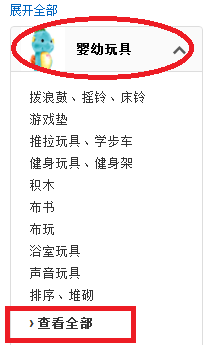 展开全部
婴幼玩具
拨浪鼓、摇铃、床铃
游戏垫
推拉玩具、学步车
健身玩具、健身架
积木
布书
布玩
浴室玩具
声音玩具
排序、堆砌
›查看全部